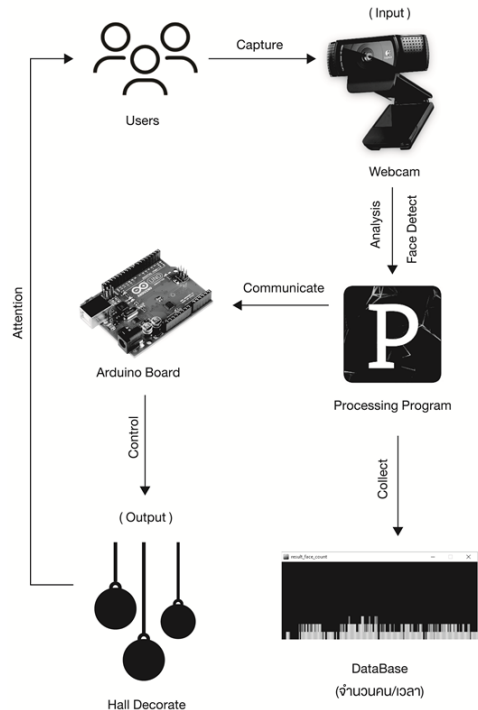 ( Input )
Capture
Users
Webcam
Analysis
Face Detect
Attention
Communicate
P
Arduino Board
Processing Program
Control
Collect
( Output )
result_face_count
Hall Decorate
DataBase
(จำนวนคน/เวลา)